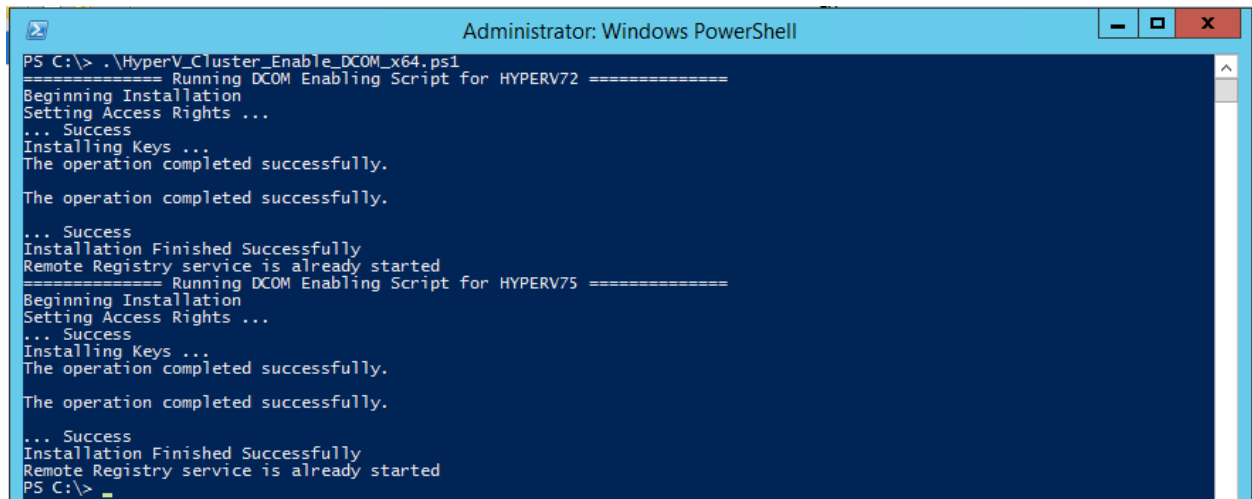 Administrator: Windows PowerShell
PS C:\> .\HyperV_Cluster_Enable_DCOM_x64.ps1
============== Running DCOM Enabling Script for HYPERV72 ==============
Beginning Installation
Setting Access Rights ...
... Success
Installing Keys ...
The operation completed successfully.
The operation completed successfully.
... Success
Installation Finished Successfully
Remote Registry service is already started
============== Running DCOM Enabling Script for HYPERV75 ==============
Beginning Installation
Setting Access Rights ...
... Success
Installing Keys ...
The operation completed successfully.
The operation completed successfully.
... Success
Installation Finished Successfully
Remote Registry service is already started
PS C:\> _